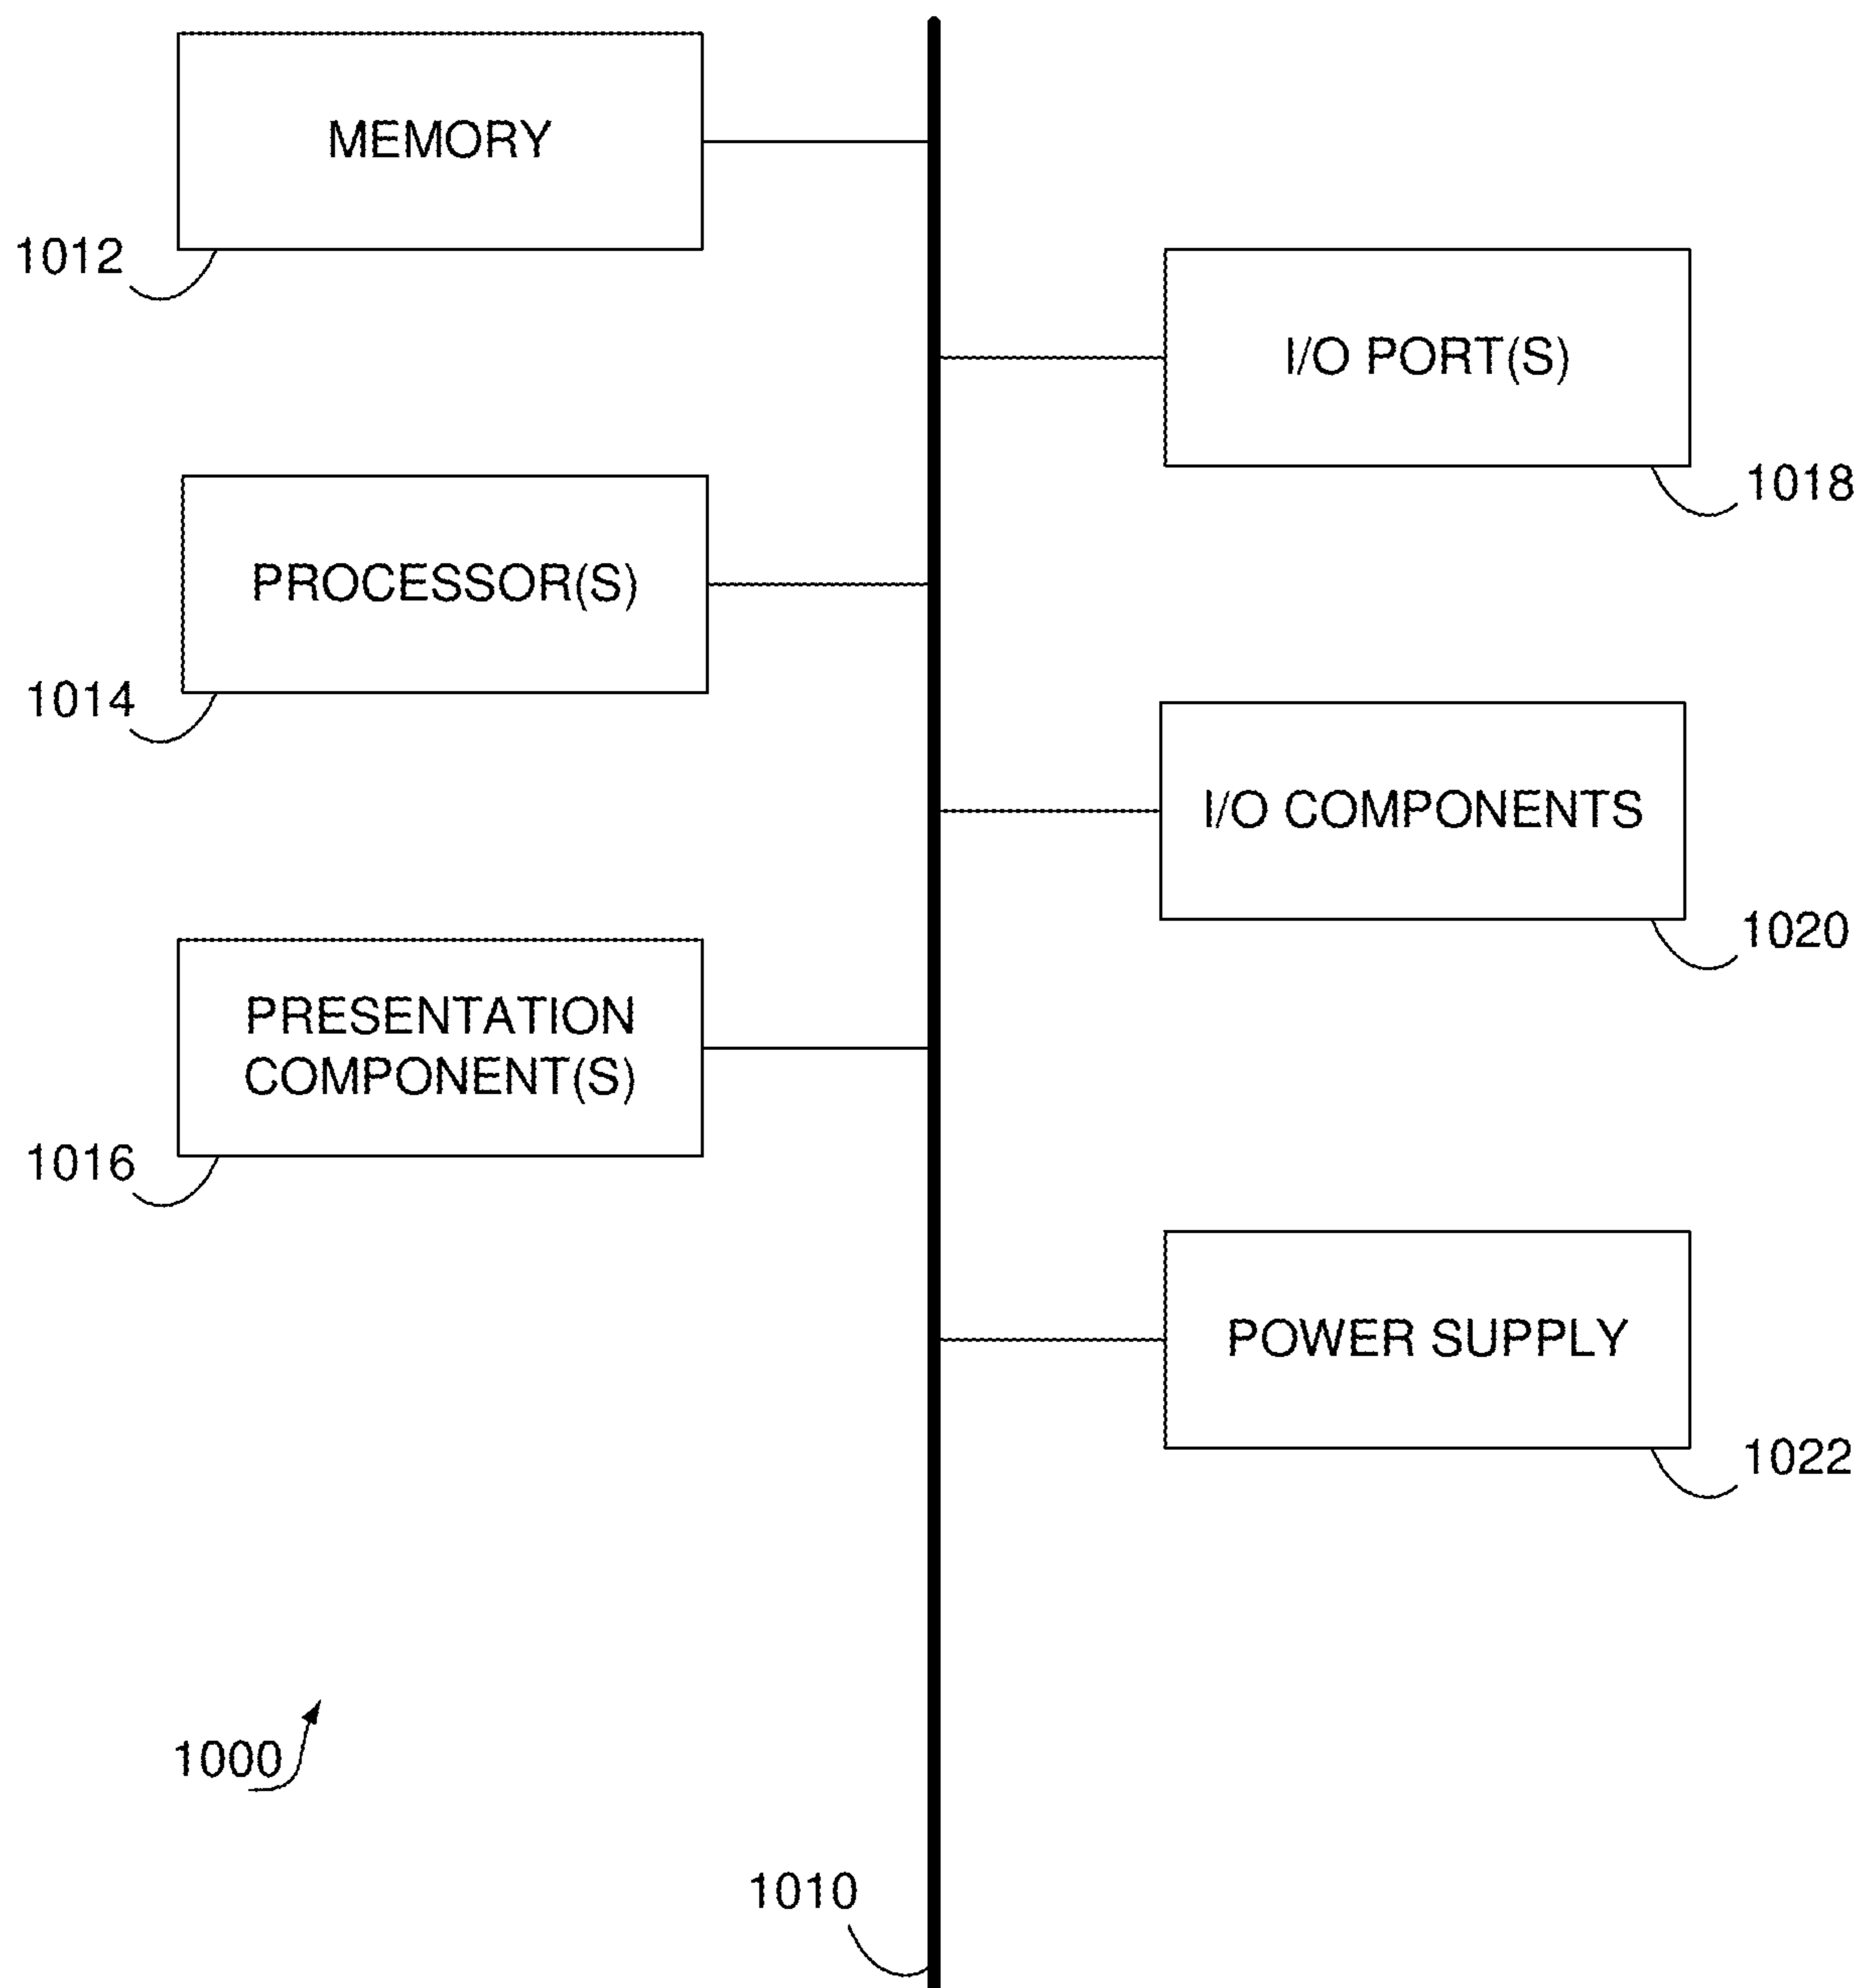 MEMORY
1012
I/O PORT(S)
1018
PROCESSOR(S)
1014
I/O COMPONENTS
1020
PRESENTATION
COMPONENT(S)
1016
POWER SUPPLY
1022
1000
1010